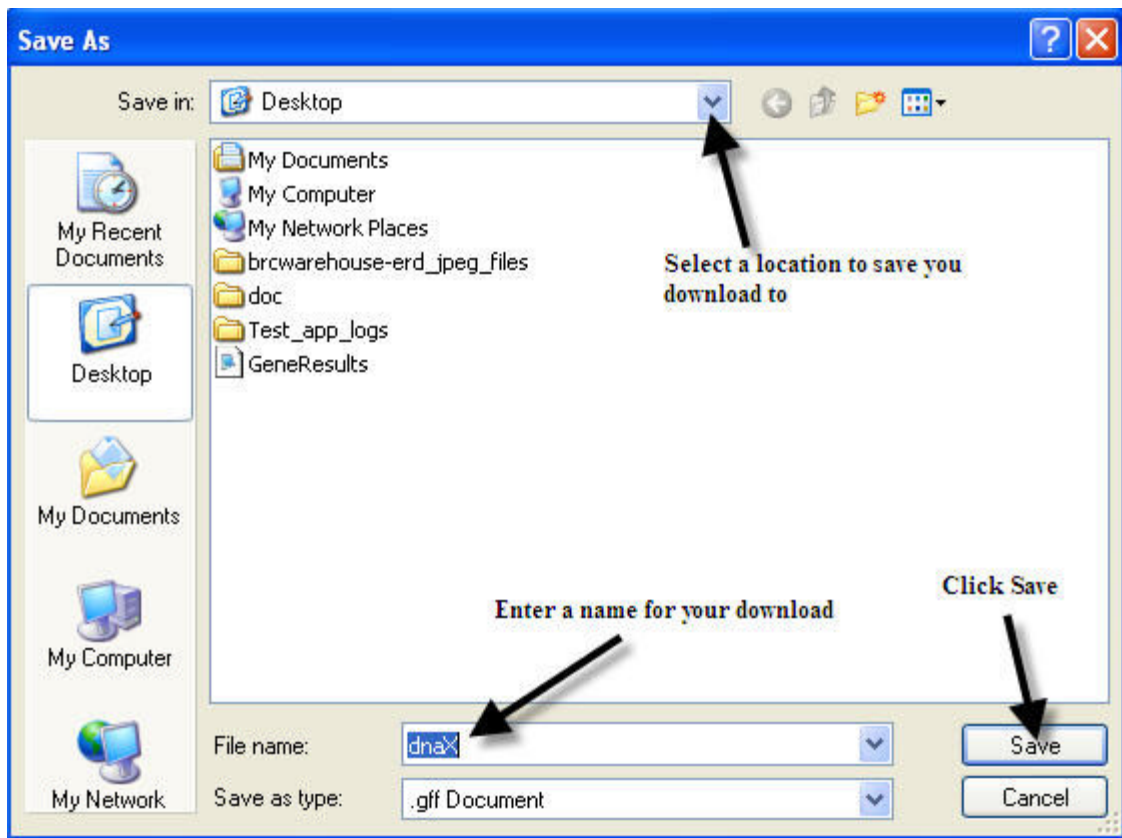 Save As
Save in:
Desktop
My Recent
Documents
Desktop
My Documents
My Computer
My Network
My Documents
My Computer
My Network Places
brcwarehouse-erd_jpeg_files
doc
Test_app_logs
GeneResults
Select a location to save you
download to
Enter a name for your download
Click Save
File name:
dnaX
Save
Save as type:
.gff Document
Cancel